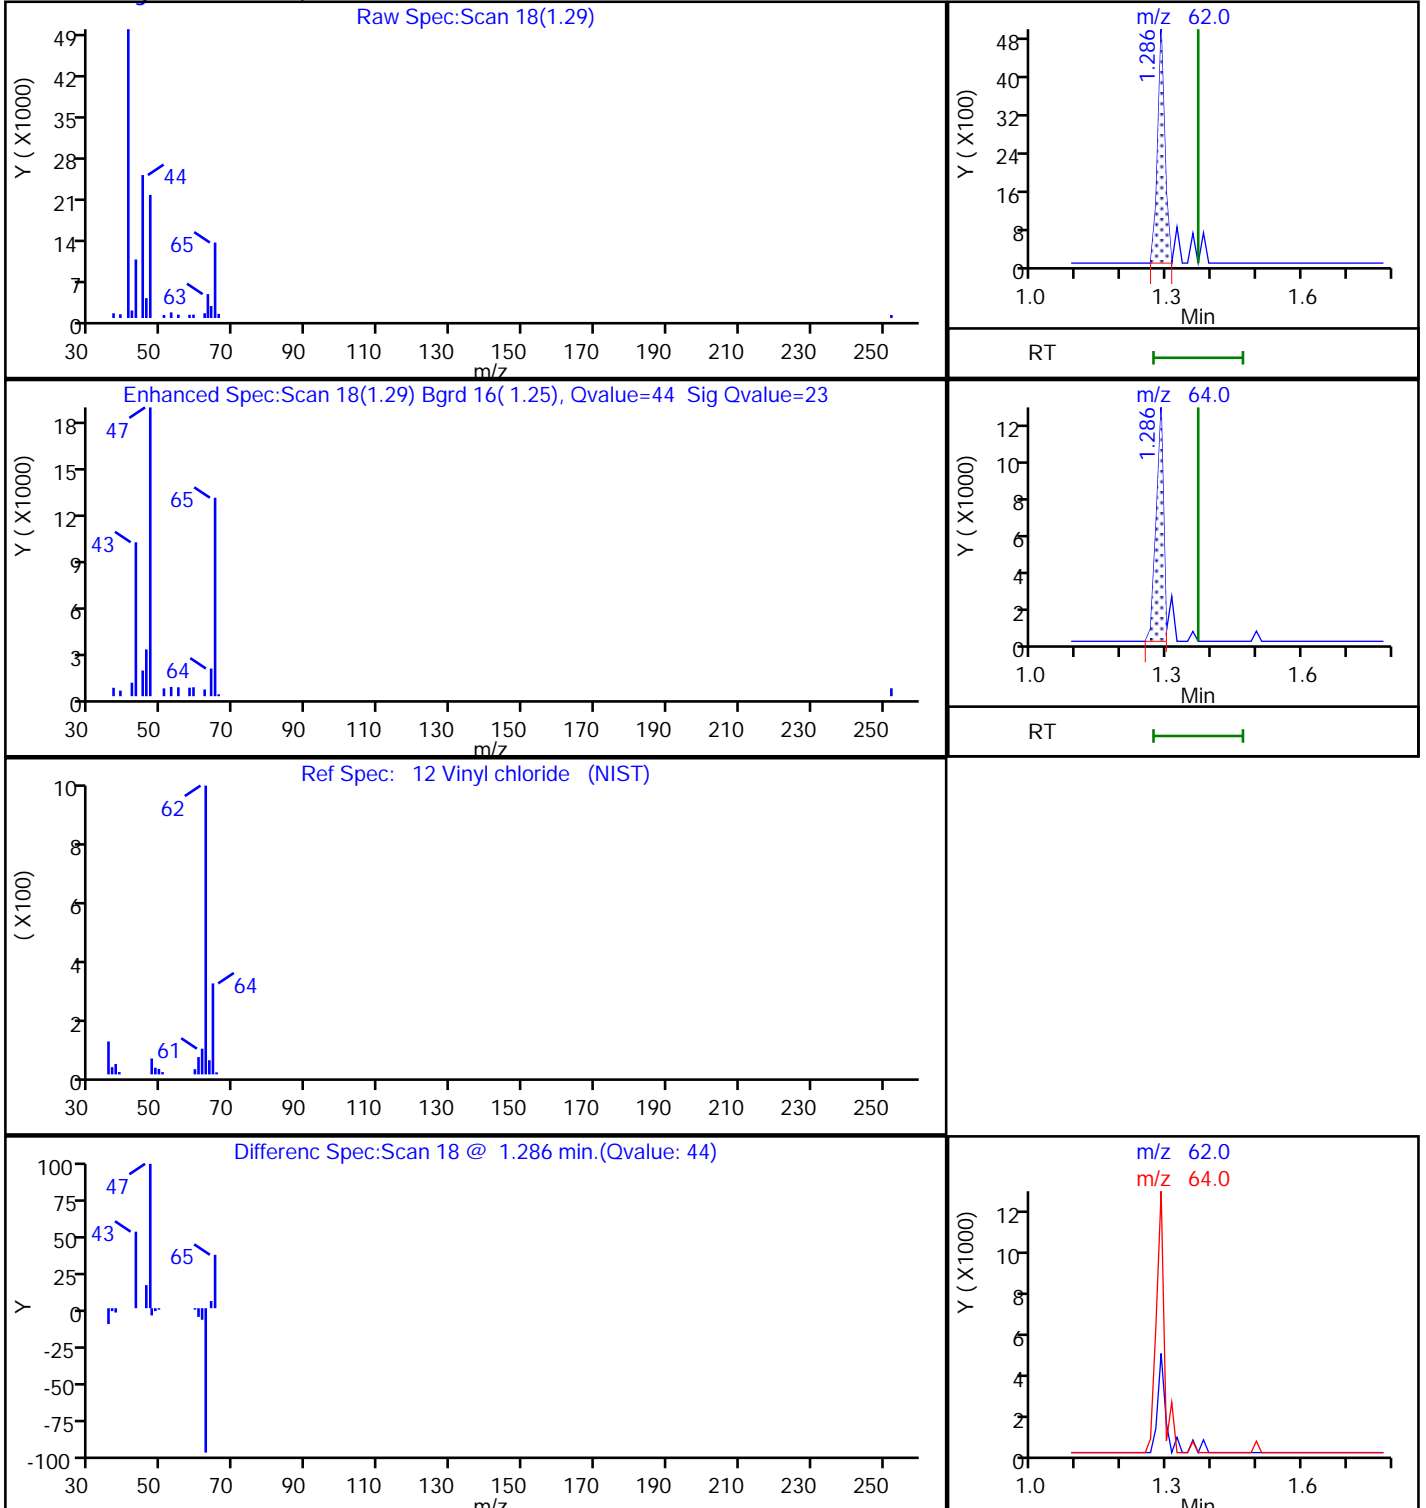 Raw Spec:Scan 18(1.29)
Y ( X1000)
49
42
35
28
21
14
7
0
44
65
63
30 50 70 90 110 130 150 170 190 210 230 250
m/z
m/z 62.0
1.286
Y ( X100)
48
40
32
24
16
8
0
1.0 1.3 1.6
Min
RT
Enhanced Spec:Scan 18(1.29) Bgrd 16( 1.25), Qvalue=44 Sig Qvalue=23
Y ( X1000)
18
15
12
9
6
3
0
47
65
43
64
30 50 70 90 110 130 150 170 190 210 230 250
m/z
m/z 64.0
1.286
Y ( X1000)
12
10
8
6
4
2
0
1.0 1.3 1.6
Min
RT
Ref Spec: 12 Vinyl chloride (NIST)
( X100)
10
8
6
4
2
0
62
64
61
30 50 70 90 110 130 150 170 190 210 230 250
Differenc Spec:Scan 18 @ 1.286 min.(Qvalue: 44)
Y
100
75
50
25
0
-25
-50
-75
-100
47
43
65
30 50 70 90 110 130 150 170 190 210 230 250
m/z
m/z 62.0
m/z 64.0
Y ( X1000)
12
10
8
6
4
2
0
1.0 1.3 1.6
Min